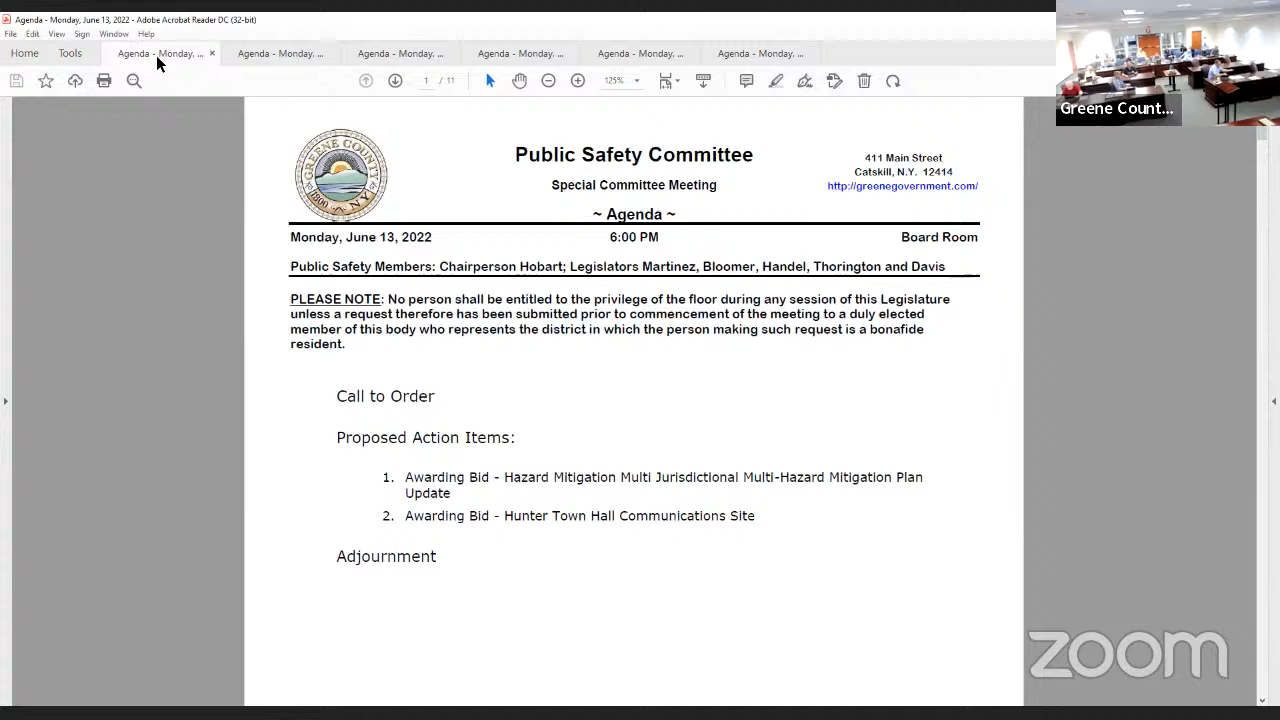 Agenda - Monday, June 13, 2022 - Adobe Acrobat Reader DC (32-bit)
File Edit View Sign Window Help
Home Tools Agenda - Monday, ... × Agenda - Monday, ... Agenda - Monday, ... Agenda - Monday, ... Agenda - Monday, ... Agenda - Monday, ...
1 / 11 125%
Greene Count...
GREENE COUNTY
1800 NY
Public Safety Committee
Special Committee Meeting
~ Agenda ~
411 Main Street
Catskill, N.Y. 12414
http://greenegovernment.com/
Monday, June 13, 2022 6:00 PM Board Room
Public Safety Members: Chairperson Hobart; Legislators Martinez, Bloomer, Handel, Thorington and Davis
PLEASE NOTE: No person shall be entitled to the privilege of the floor during any session of this Legislature
unless a request therefore has been submitted prior to commencement of the meeting to a duly elected
member of this body who represents the district in which the person making such request is a bonafide
resident.
Call to Order
Proposed Action Items:
1. Awarding Bid - Hazard Mitigation Multi Jurisdictional Multi-Hazard Mitigation Plan
Update
2. Awarding Bid - Hunter Town Hall Communications Site
Adjournment
zoom